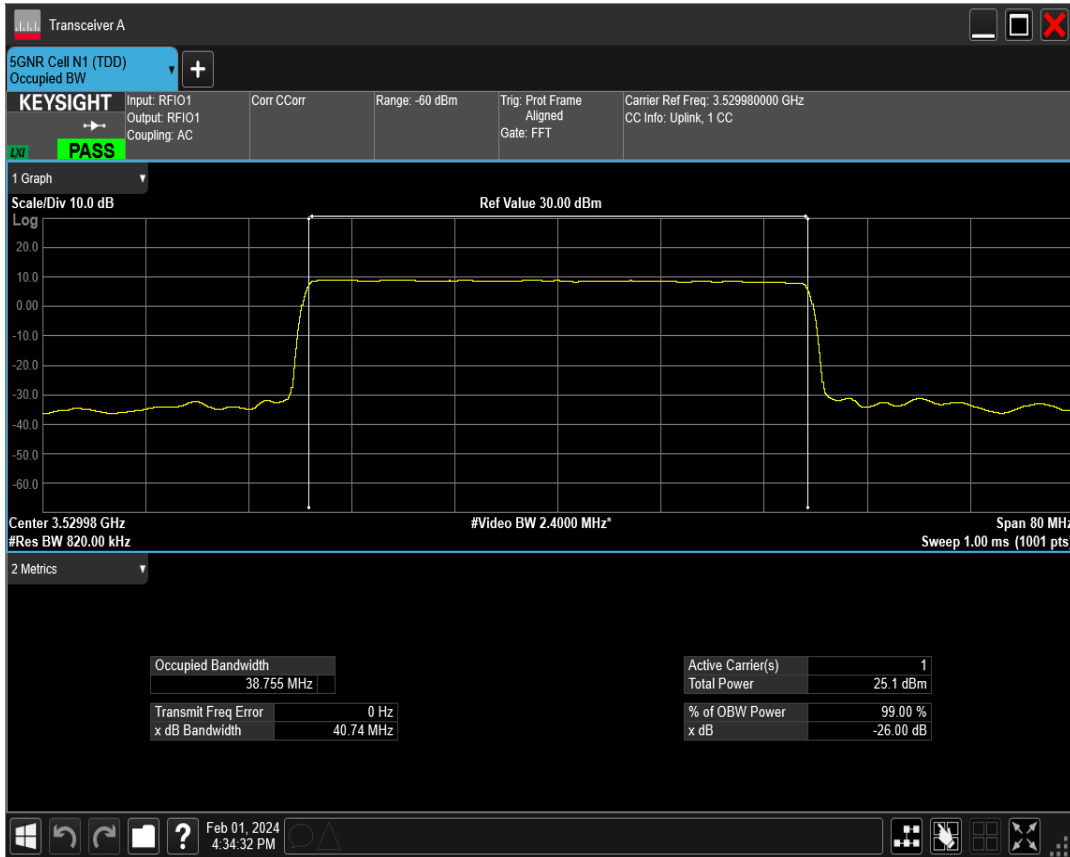 Transceiver A
5GNR Cell N1 (TDD)
Occupied BW
+
KEYSIGHT
LXI
PASS
Input: RFIO1
Output: RFIO1
Coupling: AC
Corr CCorr
Range: -60 dBm
Trig: Prot Frame
Aligned
Gate: FFT
Carrier Ref Freq: 3.529980000 GHz
CC Info: Uplink, 1 CC
1 Graph
Scale/Div 10.0 dB
Ref Value 30.00 dBm
Log
20.0
10.0
0.00
-10.0
-20.0
-30.0
-40.0
-50.0
-60.0
Center 3.52998 GHz
#Video BW 2.4000 MHz*
Span 80 MHz
#Res BW 820.00 kHz
Sweep 1.00 ms (1001 pts)
2 Metrics
Occupied Bandwidth
38.755 MHz
Transmit Freq Error 0 Hz
x dB Bandwidth 40.74 MHz
Active Carrier(s) 1
Total Power 25.1 dBm
% of OBW Power 99.00 %
x dB -26.00 dB
?
Feb 01, 2024
4:34:32 PM